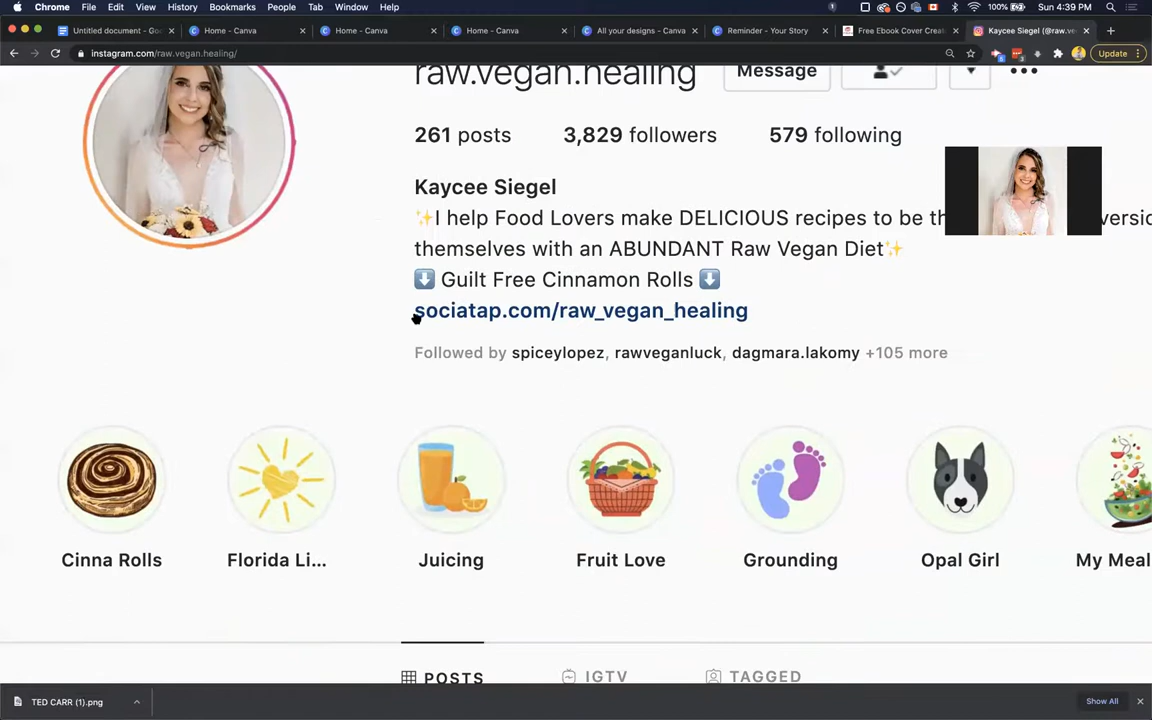 Chrome File Edit View History Bookmarks People Tab Window Help 100% Sun 4:39 PM
Untitled document - Goo Home - Canva Home - Canva Home - Canva All your designs - Canva Reminder - Your Story Free Ebook Cover Creat Kaycee Siegel (@raw.ve
instagram.com/raw.vegan.healing/ Update
raw.vegan.healing Message
261 posts 3,829 followers 579 following
Kaycee Siegel
✨I help Food Lovers make DELICIOUS recipes to be th versio
themselves with an ABUNDANT Raw Vegan Diet✨
⬇️ Guilt Free Cinnamon Rolls ⬇️
sociatap.com/raw_vegan_healing
Followed by spiceylopez, rawveganluck, dagmara.lakomy +105 more
Cinna Rolls Florida Li... Juicing Fruit Love Grounding Opal Girl My Meal
POSTS IGTV TAGGED
TED CARR (1).png Show All